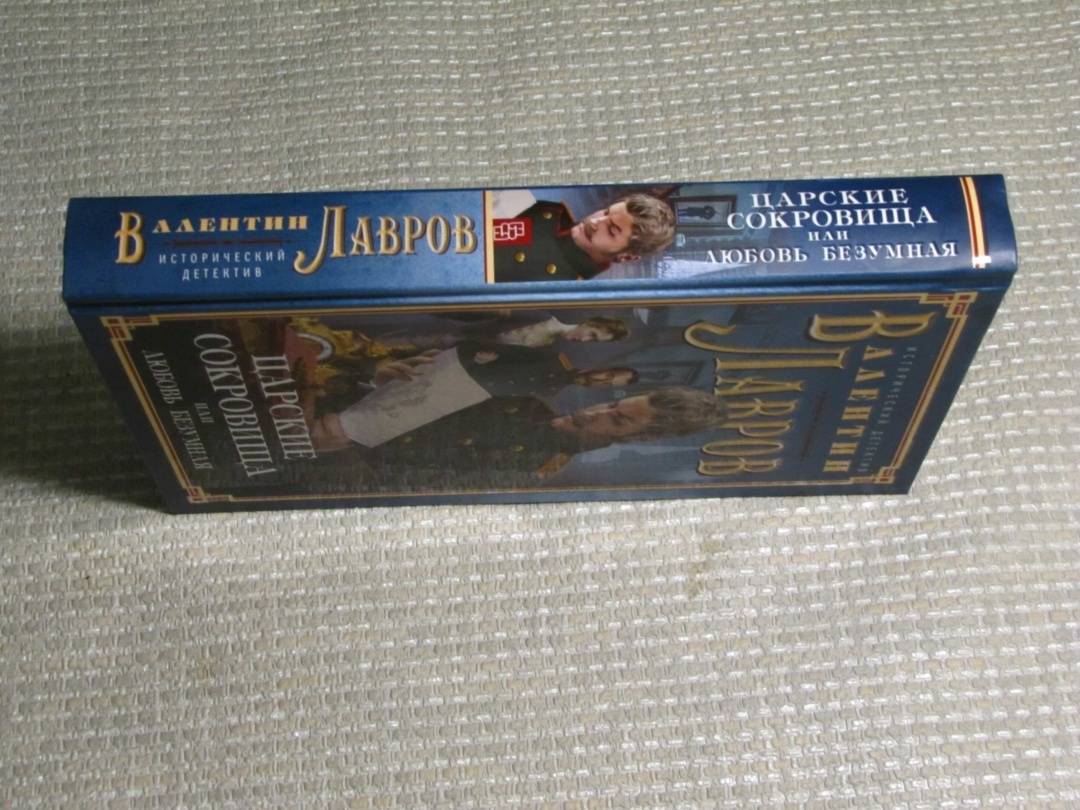 ВАЛЕНТИН ЛАВРОВ
ИСТОРИЧЕСКИЙ
ДЕТЕКТИВ
ЦАРСКИЕ
СОКРОВИЩА
ИЛИ
ЛЮБОВЬ БЕЗУМНАЯ
ВАЛЕНТИН
ИСТОРИЧЕСКИЙ ДЕТЕКТИВ
ЛАВРОВ
ЦАРСКИЕ
СОКРОВИЩА
ИЛИ
ЛЮБОВЬ БЕЗУМНАЯ